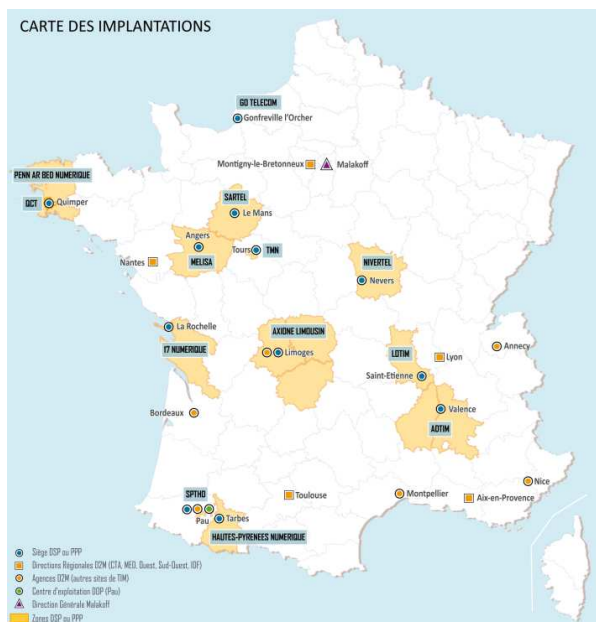 CARTE DES IMPLANTATIONS
GD TELECOM
Gonfreville l'Orcher
Montigny-le-Bretonneux
Malakoff
PENN AR BED NUMERIQUE
QCT
Quimper
SARTEL
Le Mans
Angers
Tours
TMN
MELISA
Nantes
NIVERTEL
Nevers
La Rochelle
17 NUMERIQUE
AXIONE LIMOUSIN
Limoges
LOTIM
Lyon
Annecy
Saint-Etienne
Valence
ADTIM
Bordeaux
SPTHD
Pau
Tarbes
HAUTES-PYRENEES NUMERIQUE
Toulouse
Montpellier
Aix-en-Provence
Nice
Siège DSP ou PPP
Directions Régionales D2M (CTA, MED, Ouest, Sud-Ouest, IDF)
Agences D2M (autres sites de TIM)
Centre d'exploitation DOP (Pau)
Direction Générale Malakoff
Zones DSP ou PPP